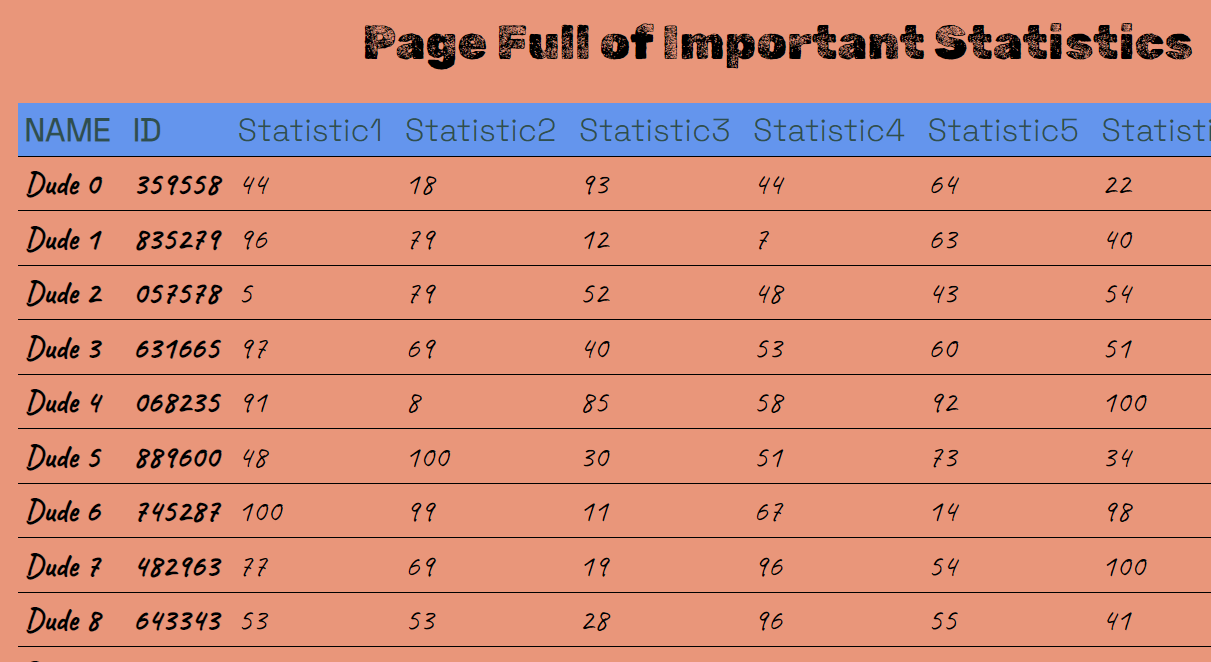 Page Full of Important Statistics
NAME ID Statistic1 Statistic2 Statistic3 Statistic4 Statistic5 Statisti
Dude 0 359558 44 18 93 44 64 22
Dude 1 835279 96 79 12 7 63 40
Dude 2 057578 5 79 52 48 43 54
Dude 3 631665 97 69 40 53 60 51
Dude 4 068235 91 8 85 58 92 100
Dude 5 889600 48 100 30 51 73 34
Dude 6 745287 100 99 11 67 14 98
Dude 7 482963 77 69 19 96 54 100
Dude 8 643343 53 53 28 96 55 41